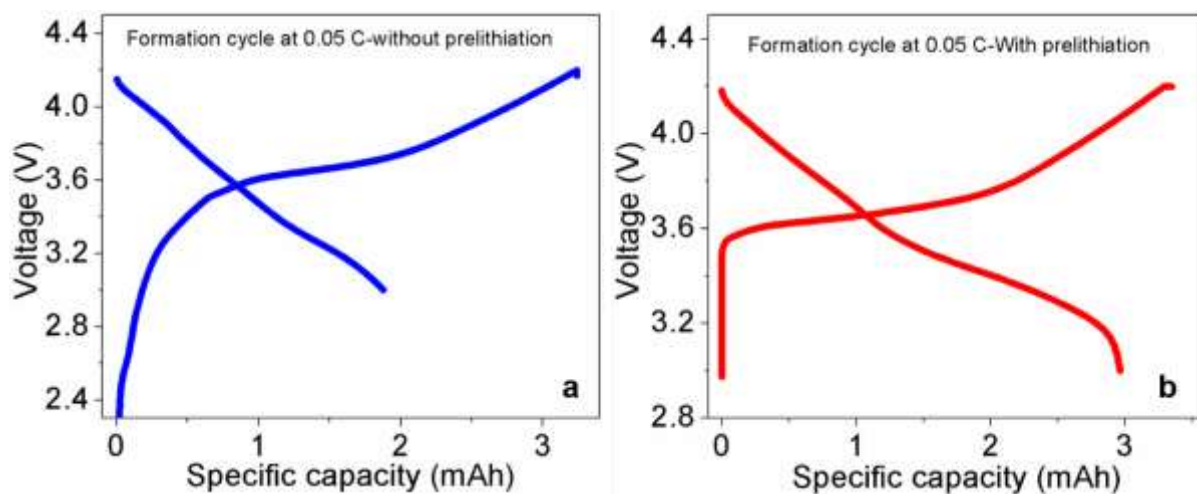 Formation cycle at 0.05 C-without prelithiation
4.4
4.0
3.6
3.2
2.8
2.4
Voltage (V)
0
1
2
3
Specific capacity (mAh)
a
Formation cycle at 0.05 C-With prelithiation
4.4
4.0
3.6
3.2
2.8
Voltage (V)
0
1
2
3
Specific capacity (mAh)
b